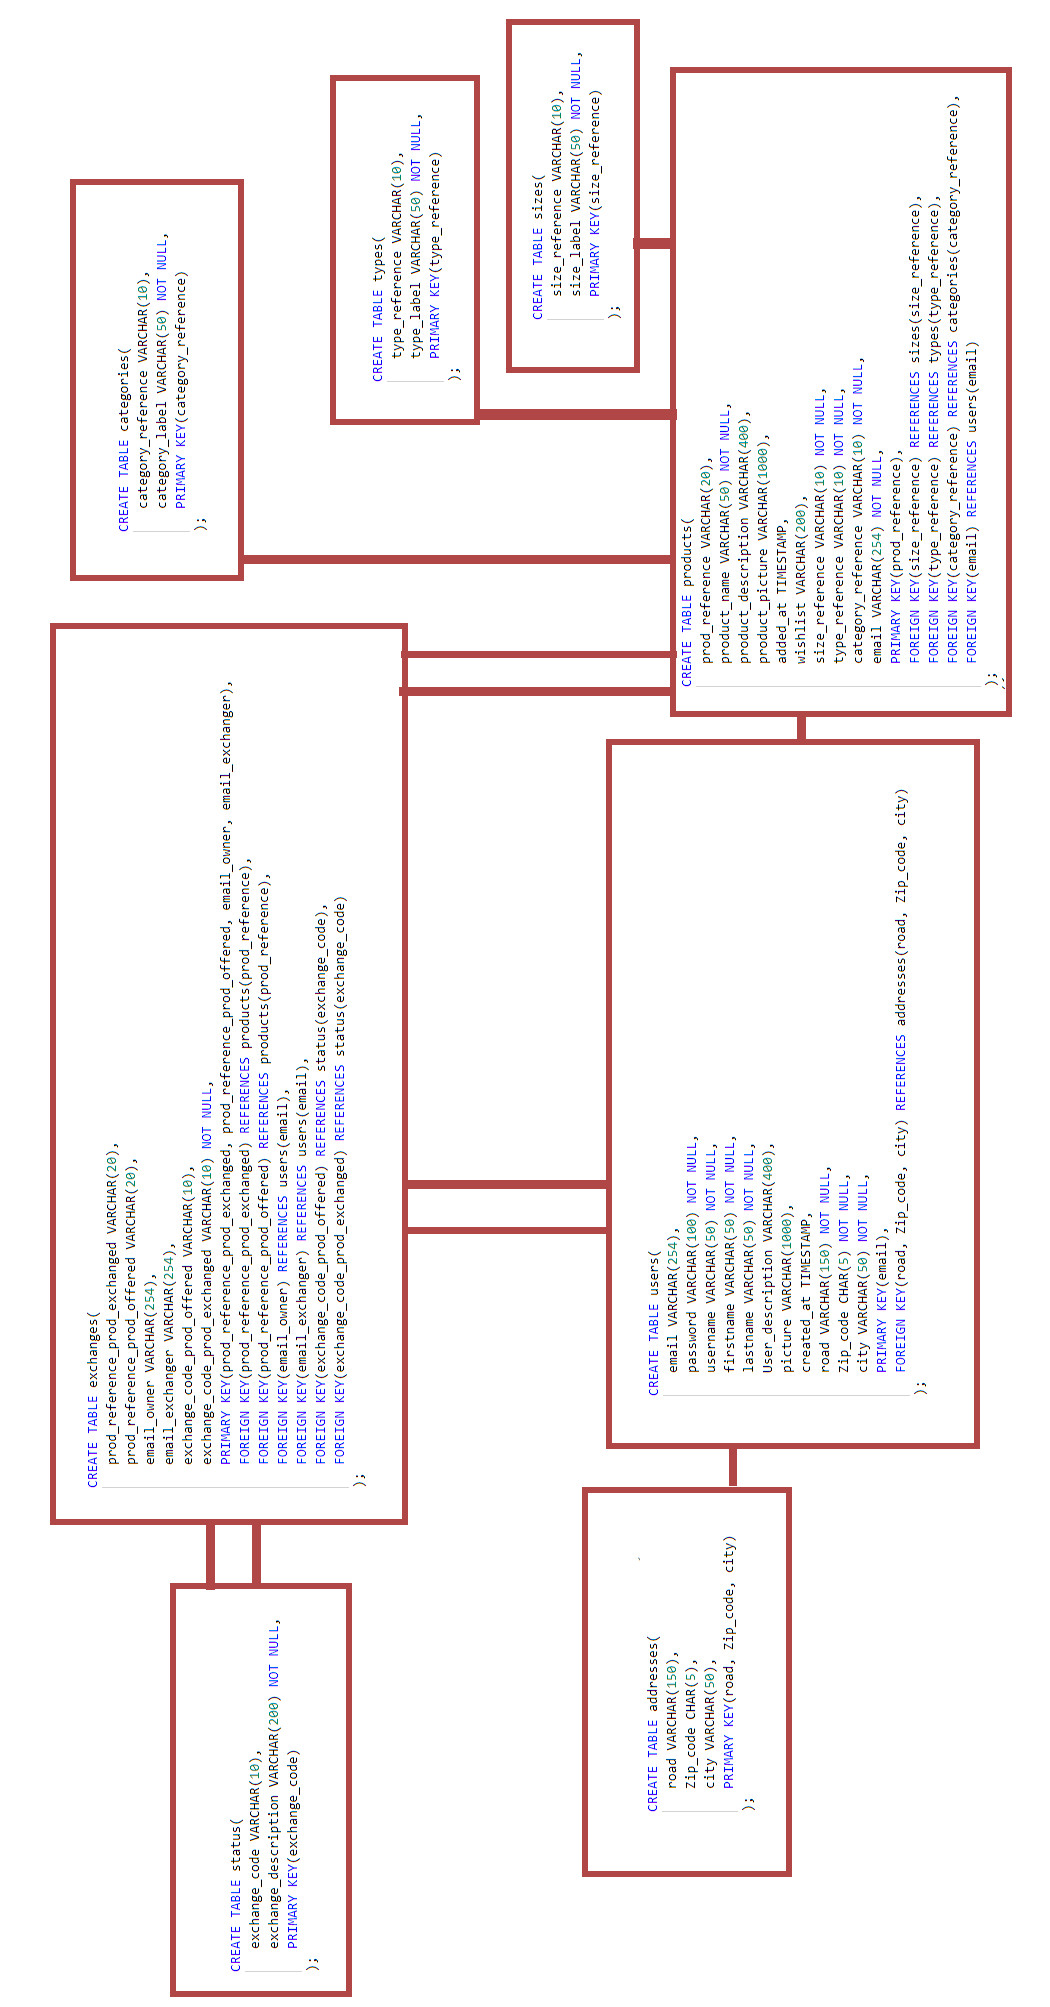 CREATE TABLE categories(
category_reference VARCHAR(10),
category_label VARCHAR(50) NOT NULL,
PRIMARY KEY(category_reference)
);
CREATE TABLE types(
type_reference VARCHAR(10),
type_label VARCHAR(50) NOT NULL,
PRIMARY KEY(type_reference)
);
CREATE TABLE sizes(
size_reference VARCHAR(10),
size_label VARCHAR(50) NOT NULL,
PRIMARY KEY(size_reference)
);
CREATE TABLE products(
prod_reference VARCHAR(20),
product_name VARCHAR(50) NOT NULL,
product_description VARCHAR(400),
product_picture VARCHAR(1000),
added_at TIMESTAMP,
wishlist VARCHAR(200),
size_reference VARCHAR(10) NOT NULL,
type_reference VARCHAR(10) NOT NULL,
category_reference VARCHAR(10) NOT NULL,
email VARCHAR(254) NOT NULL,
PRIMARY KEY(prod_reference),
FOREIGN KEY(size_reference) REFERENCES sizes(size_reference),
FOREIGN KEY(type_reference) REFERENCES types(type_reference),
FOREIGN KEY(category_reference) REFERENCES categories(category_reference),
FOREIGN KEY(email) REFERENCES users(email)
);
CREATE TABLE exchanges(
prod_reference_prod_exchanged VARCHAR(20),
prod_reference_prod_offered VARCHAR(20),
email_owner VARCHAR(254),
email_exchanger VARCHAR(254),
exchange_code_prod_offered VARCHAR(10),
exchange_code_prod_exchanged VARCHAR(10) NOT NULL,
PRIMARY KEY(prod_reference_prod_exchanged, prod_reference_prod_offered, email_owner, email_exchanger),
FOREIGN KEY(prod_reference_prod_exchanged) REFERENCES products(prod_reference),
FOREIGN KEY(prod_reference_prod_offered) REFERENCES products(prod_reference),
FOREIGN KEY(email_owner) REFERENCES users(email),
FOREIGN KEY(email_exchanger) REFERENCES users(email),
FOREIGN KEY(exchange_code_prod_offered) REFERENCES status(exchange_code),
FOREIGN KEY(exchange_code_prod_exchanged) REFERENCES status(exchange_code)
);
CREATE TABLE users(
email VARCHAR(254),
password VARCHAR(100) NOT NULL,
username VARCHAR(50) NOT NULL,
firstname VARCHAR(50) NOT NULL,
lastname VARCHAR(50) NOT NULL,
User_description VARCHAR(400),
picture VARCHAR(1000),
created_at TIMESTAMP,
road VARCHAR(150) NOT NULL,
zip_code CHAR(5) NOT NULL,
city VARCHAR(50) NOT NULL,
PRIMARY KEY(email),
FOREIGN KEY(road, Zip_code, city) REFERENCES addresses(road, Zip_code, city)
);
CREATE TABLE status(
exchange_code VARCHAR(10),
exchange_description VARCHAR(200) NOT NULL,
PRIMARY KEY(exchange_code)
);
CREATE TABLE addresses(
road VARCHAR(150),
Zip_code CHAR(5),
city VARCHAR(50),
PRIMARY KEY(road, Zip_code, city)
);